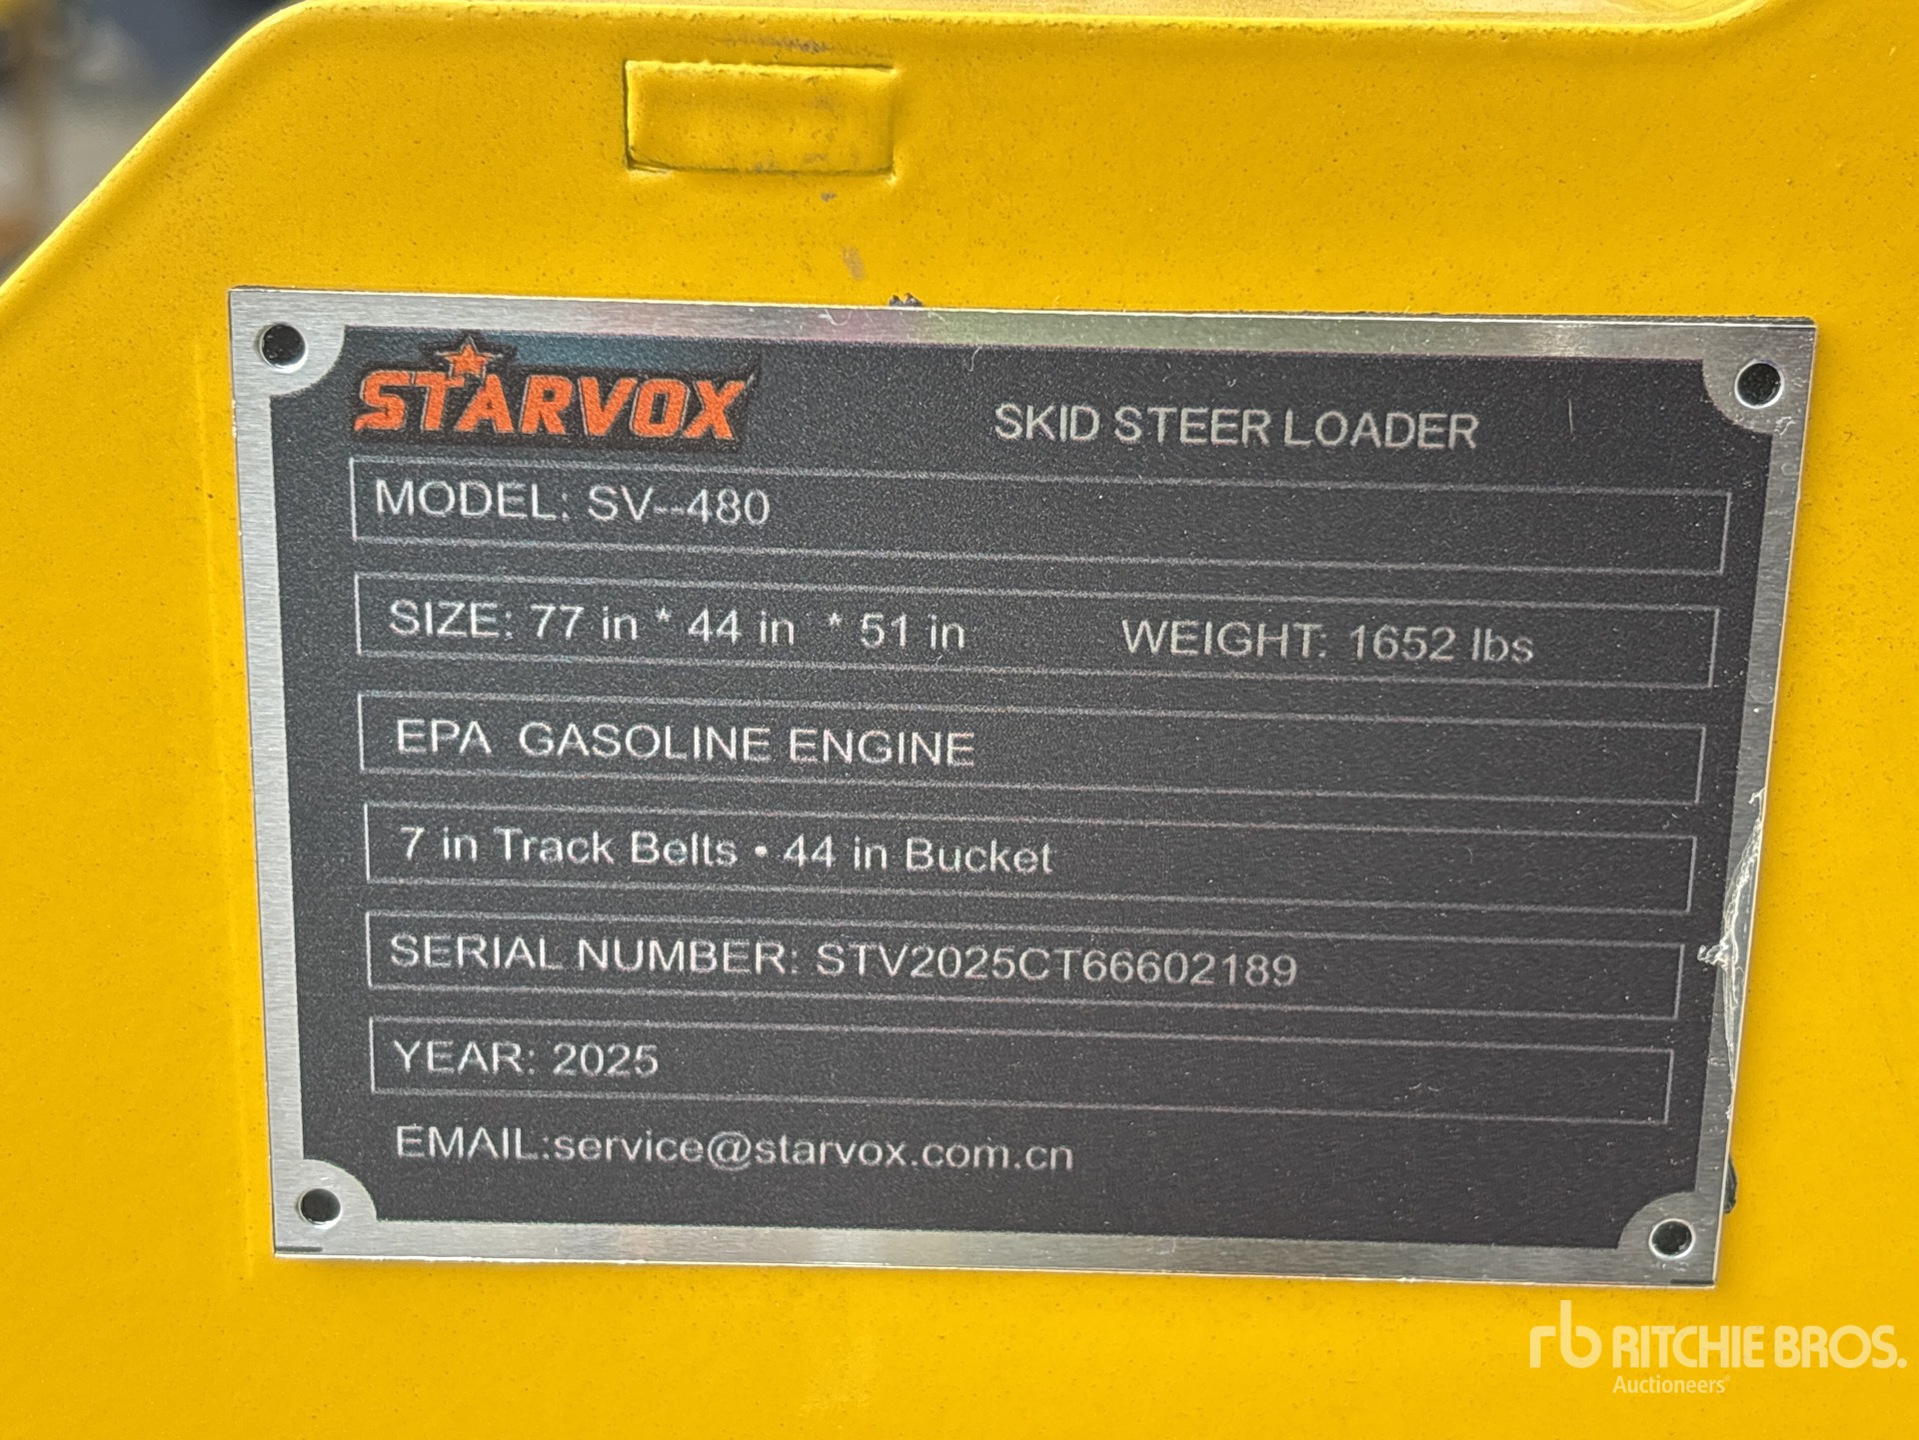 STARVOX
SKID STEER LOADER
MODEL: SV--480
SIZE: 77 in * 44 in * 51 in WEIGHT: 1652 lbs
EPA GASOLINE ENGINE
7 in Track Belts • 44 in Bucket
SERIAL NUMBER: STV2025CT66602189
YEAR: 2025
EMAIL:service@starvox.com.cn
rb RITCHIE BROS.
Auctioneers